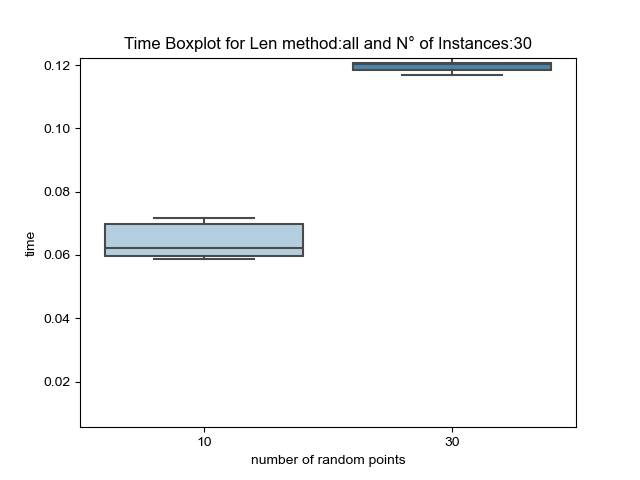 Time Boxplot for Len method:all and N° of Instances:30
0.12
0.10
0.08
0.06
0.04
0.02
time
10 30
number of random points